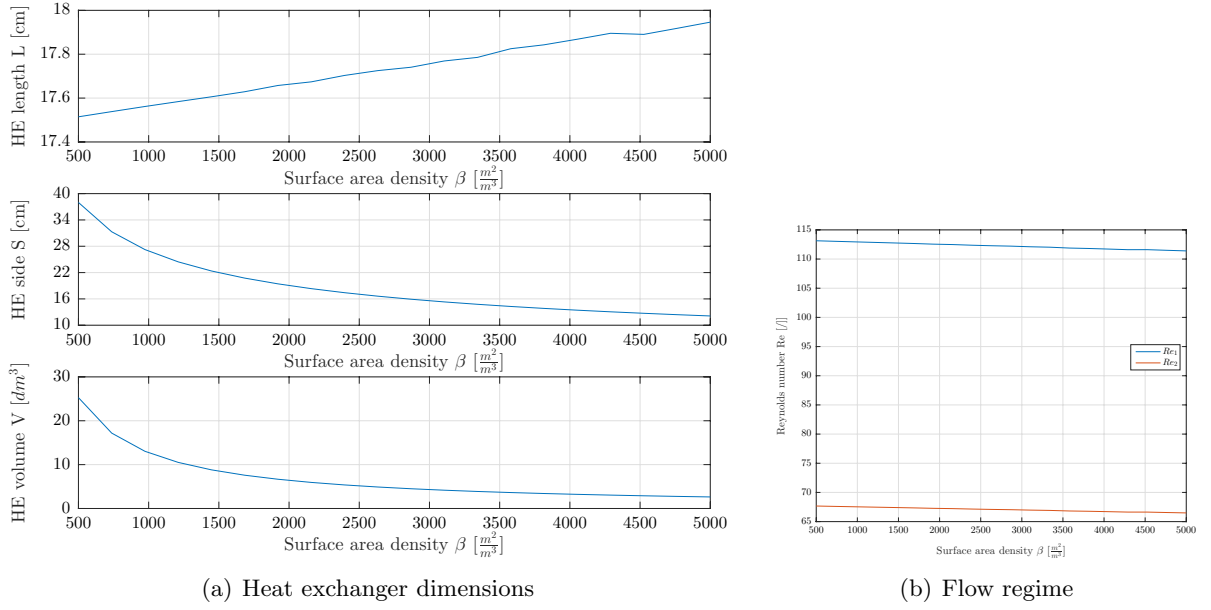 18
17.8
17.6
17.4
HE length L [cm]
500 1000 1500 2000 2500 3000 3500 4000 4500 5000
Surface area density β [m²/m³]
40
34
28
22
16
10
HE side S [cm]
500 1000 1500 2000 2500 3000 3500 4000 4500 5000
Surface area density β [m²/m³]
30
20
10
0
HE volume V [dm³]
500 1000 1500 2000 2500 3000 3500 4000 4500 5000
Surface area density β [m²/m³]
(a) Heat exchanger dimensions
115
110
105
100
95
90
85
80
75
70
65
Reynolds number Re [/]]
Re₁
Re₂
500 1000 1500 2000 2500 3000 3500 4000 4500 5000
Surface area density β [m²/m³]
(b) Flow regime